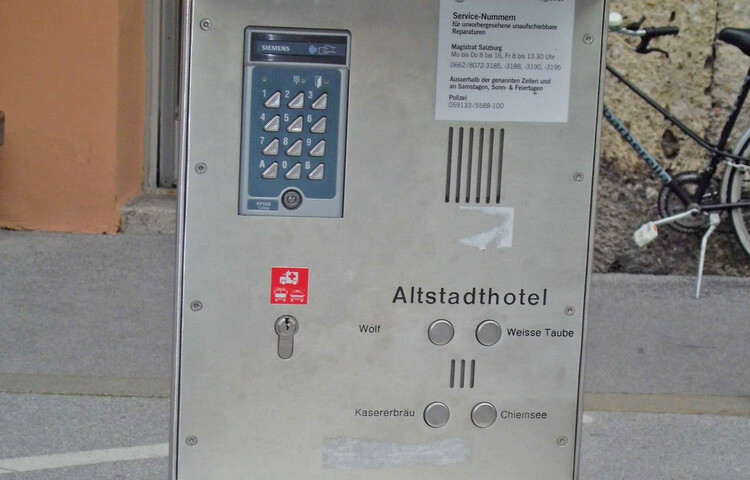 Service-Nummern
für unvorhergesehene unaufschiebbare
Reparaturen
Magistrat Salzburg
Mo bis Do 8 bis 16, Fr 8 bis 13.30 Uhr
0662/8072-3185, -3188, -3190, -3195
Ausserhalb der genannten Zeiten und
an Samstagen, Sonn- & Feiertagen
Polizei
059133/5588-100
SIEMENS
1 2 3
4 5 6
7 8 9
A 0 B
PP500
Altstadthotel
Wolf
Weisse Taube
Kasererbräu
Chiemsee